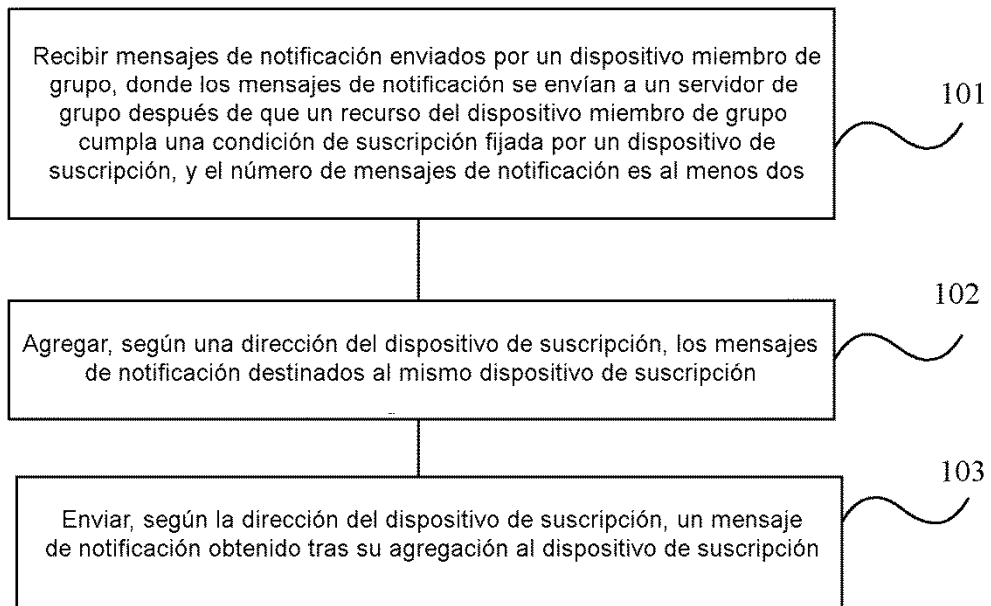 Recibir mensajes de notificación enviados por un dispositivo miembro de
grupo, donde los mensajes de notificación se envían a un servidor de
grupo después de que un recurso del dispositivo miembro de grupo
cumpla una condición de suscripción fijada por un dispositivo de
suscripción, y el número de mensajes de notificación es al menos dos
101
102
Agregar, según una dirección del dispositivo de suscripción, los mensajes
de notificación destinados al mismo dispositivo de suscripción
103
Enviar, según la dirección del dispositivo de suscripción, un mensaje
de notificación obtenido tras su agregación al dispositivo de suscripción